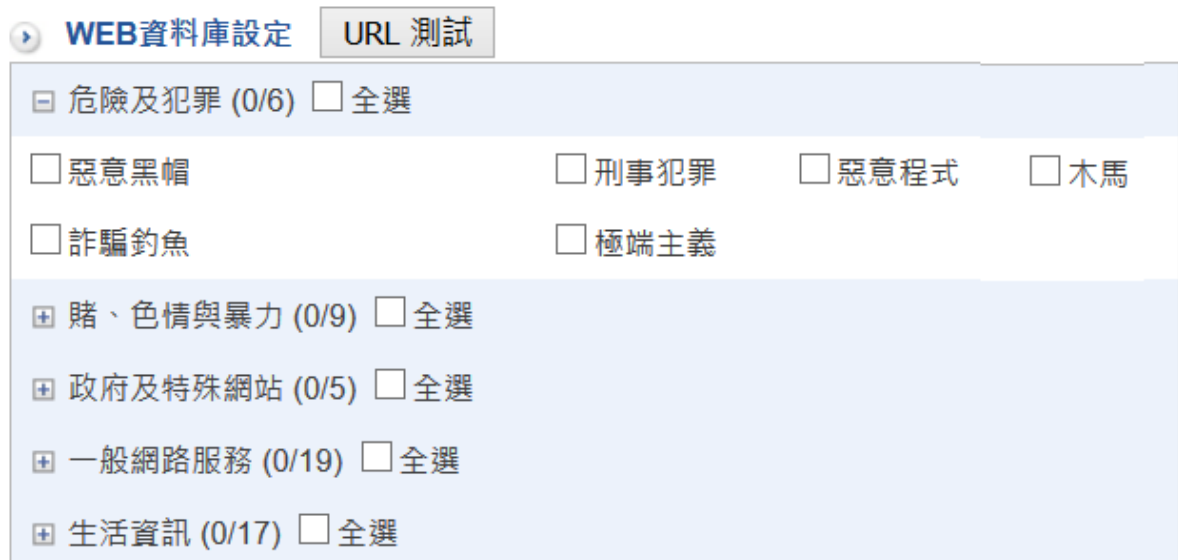 WEB資料庫設定 URL 測試
危險及犯罪 (0/6) 全選
惡意黑帽 刑事犯罪 惡意程式 木馬
詐騙釣魚 極端主義
賭、色情與暴力 (0/9) 全選
政府及特殊網站 (0/5) 全選
一般網路服務 (0/19) 全選
生活資訊 (0/17) 全選